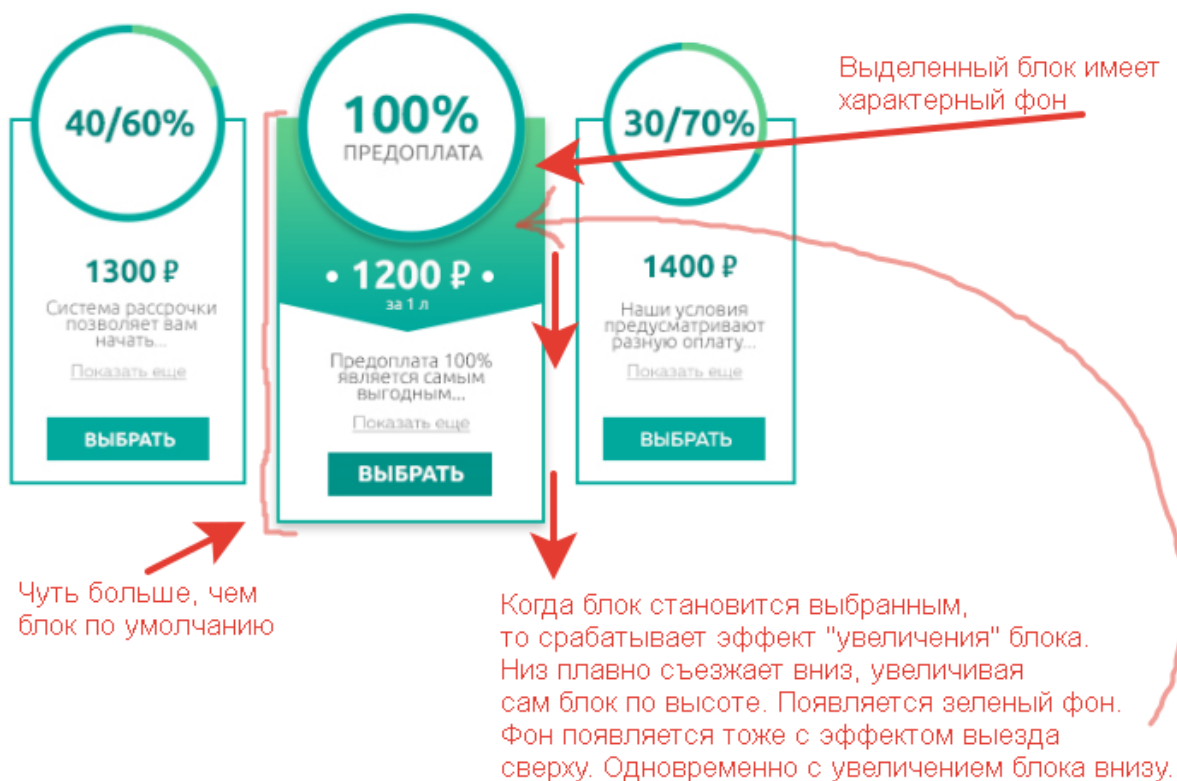 40/60%
1300 ₽
Система рассрочки
позволяет вам
начать...
Показать еще
ВЫБРАТЬ
100%
ПРЕДОПЛАТА
• 1200 ₽ •
за 1 л
Предоплата 100%
является самым
выгодным...
Показать еще
ВЫБРАТЬ
30/70%
1400 ₽
Наши условия
предусматривают
разную оплату...
Показать еще
ВЫБРАТЬ
Выделенный блок имеет
характерный фон
Чуть больше, чем
блок по умолчанию
Когда блок становится выбранным,
то срабатывает эффект "увеличения" блока.
Низ плавно съезжает вниз, увеличивая
сам блок по высоте. Появляется зеленый фон.
Фон появляется тоже с эффектом выезда
сверху. Одновременно с увеличением блока внизу.